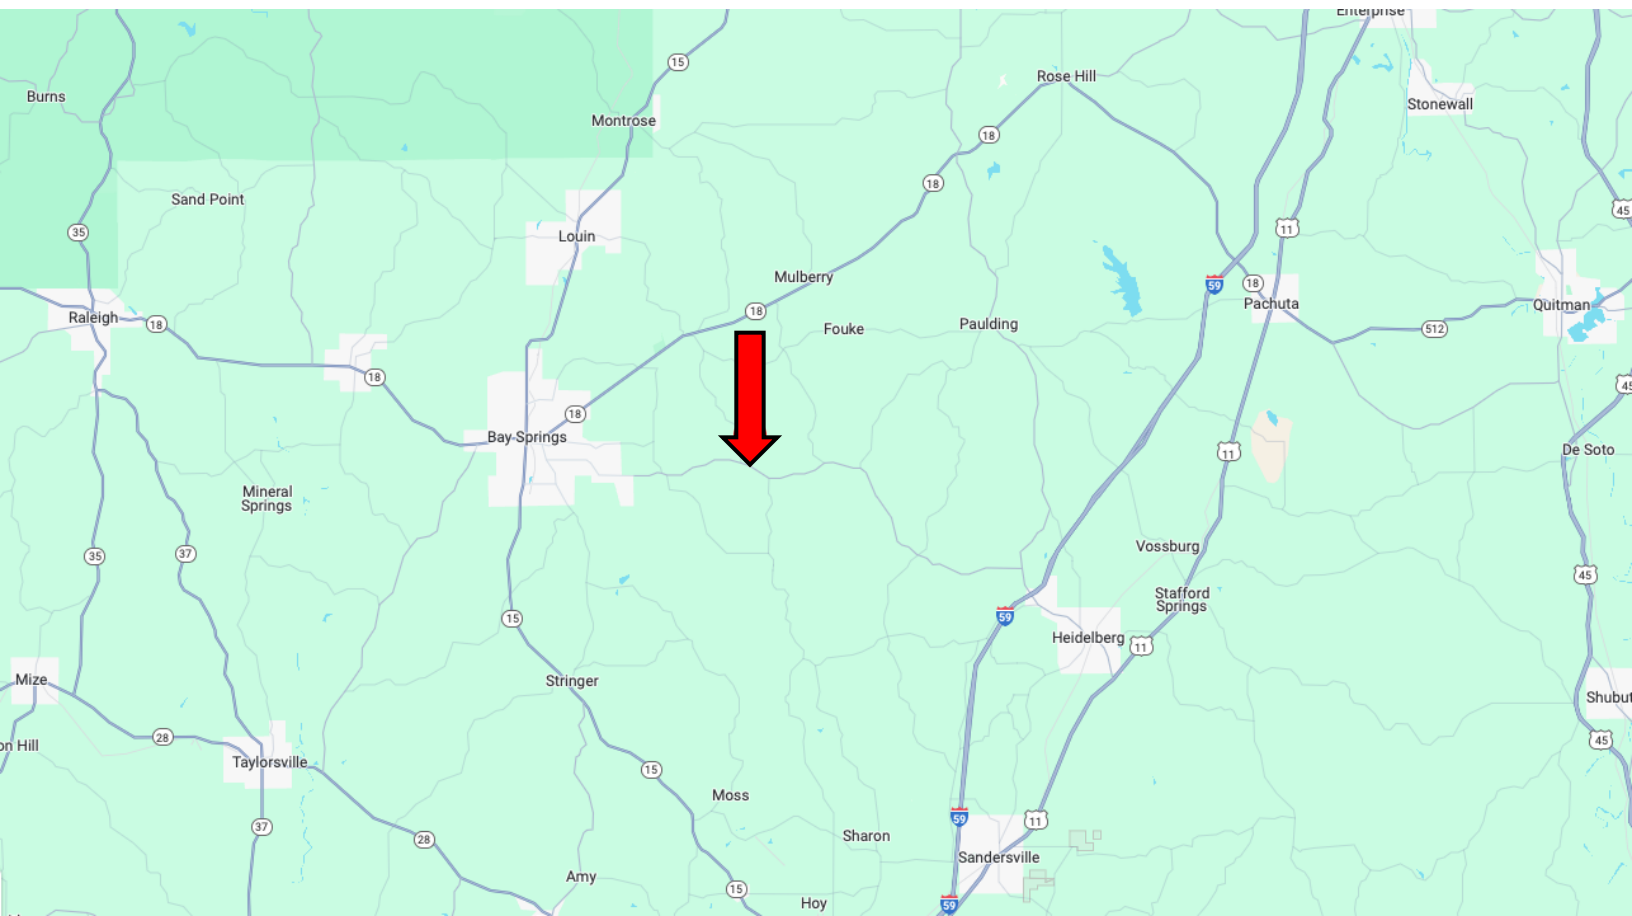 Enterprise
15
Rose Hill
Burns
Stonewall
Montrose
18
18
Sand Point
45
35
11
Louin
Mulberry
59
18
Pachuta
Quitman
18
Raleigh
18
Fouke
Paulding
512
18
45
18
Bay Springs
11
De Soto
Mineral
Springs
35
37
Vossburg
45
Stafford
Springs
15
59
Heidelberg
11
Mize
Stringer
Shubut
28
on Hill
45
Taylorsville
15
Moss
59
11
37
Sharon
28
Sandersville
Amy
15
Hoy
59